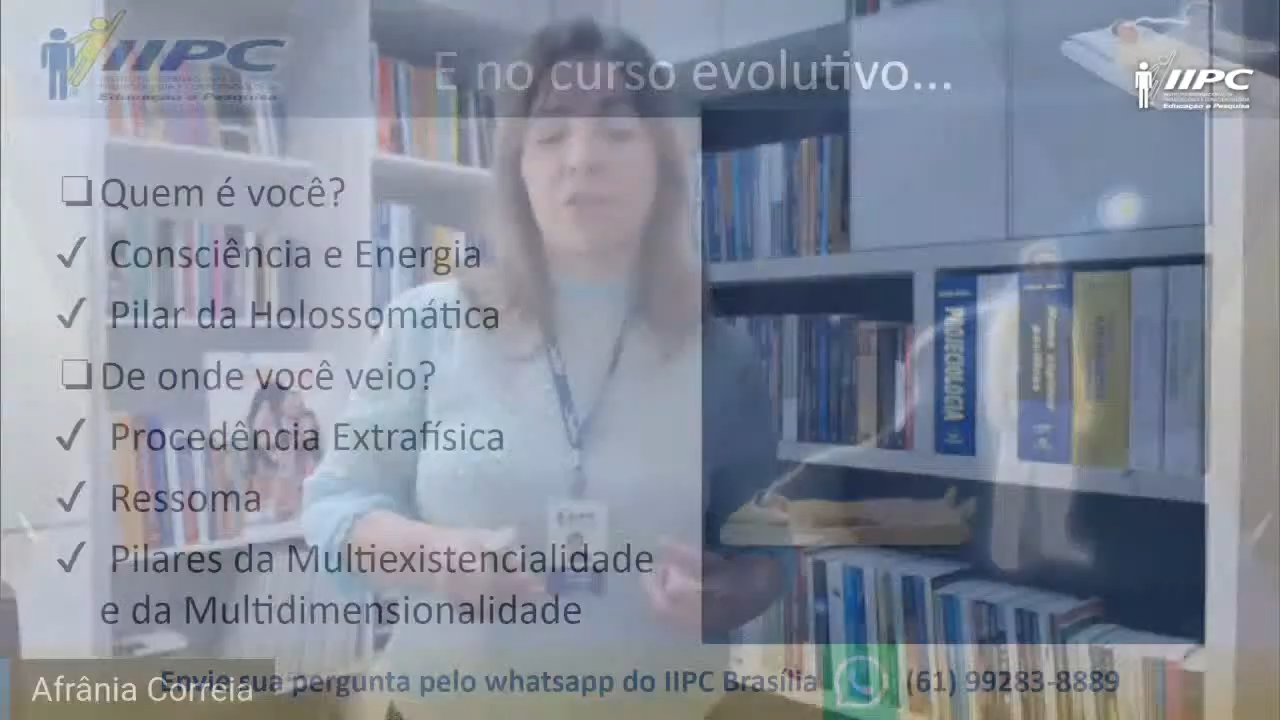 IIPC
Educação e Pesquisa
E no curso evolutivo...
IIPC
Educação e Pesquisa
❑ Quem é você?
✓ Consciência e Energia
✓ Pilar da Holossomática
❑ De onde você veio?
✓ Procedência Extrafísica
✓ Ressoma
✓ Pilares da Multiexistencialidade
e da Multidimensionalidade
PROJECIOLOGIA
Envie sua pergunta pelo whatsapp do IIPC Brasília (61) 99283-8889
Afrânia Correia